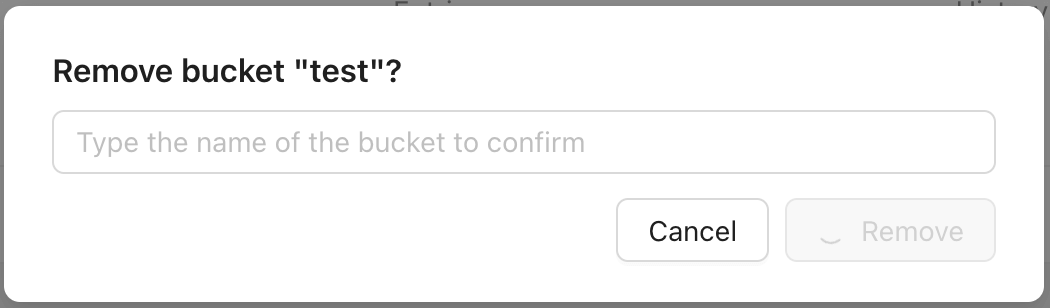 Remove bucket "test"?
Type the name of the bucket to confirm
Cancel
Remove